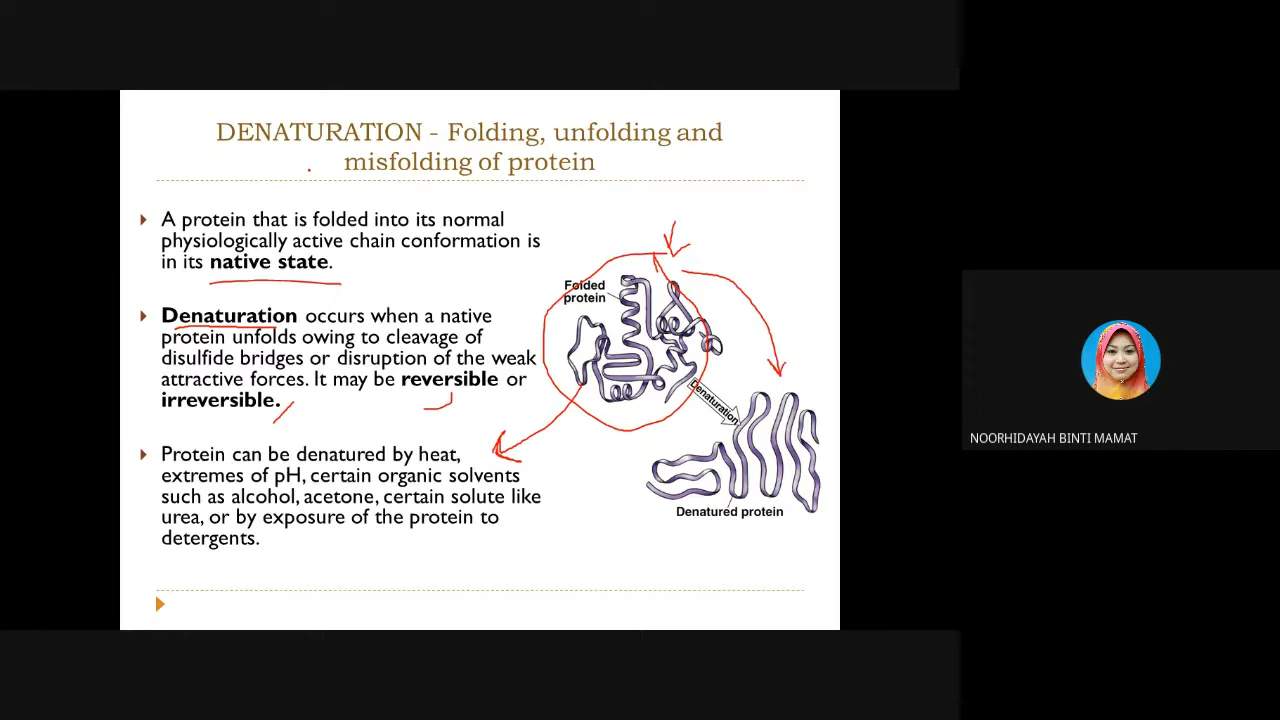 DENATURATION - Folding, unfolding and
misfolding of protein
A protein that is folded into its normal
physiologically active chain conformation is
in its native state.
Denaturation occurs when a native
protein unfolds owing to cleavage of
disulfide bridges or disruption of the weak
attractive forces. It may be reversible or
irreversible.
Protein can be denatured by heat,
extremes of pH, certain organic solvents
such as alcohol, acetone, certain solute like
urea, or by exposure of the protein to
detergents.
Folded
protein
Denaturation
Denatured protein
NOORHIDAYAH BINTI MAMAT